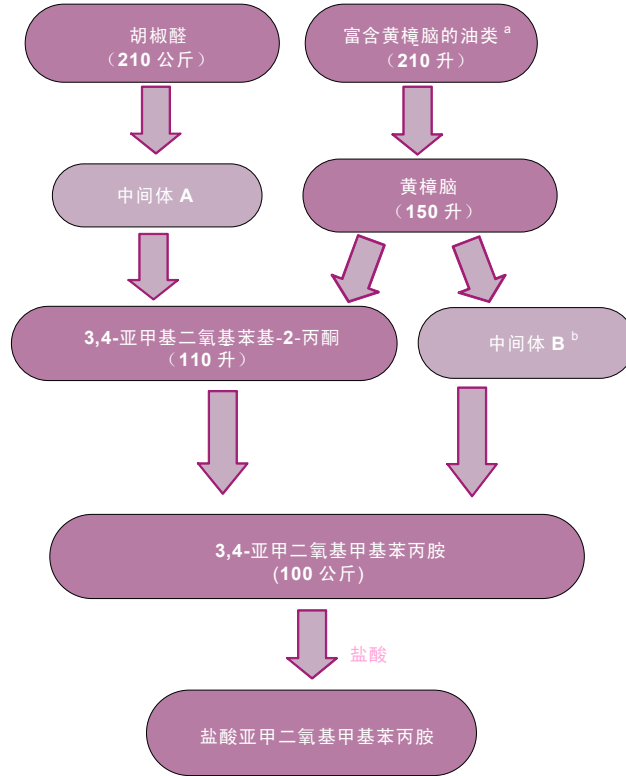 胡椒醛
（210 公斤）
富含黄樟脑的油类 a
（210 升）
中间体 A
黄樟脑
（150 升）
3,4-亚甲基二氧基苯基-2-丙酮
（110 升）
中间体 B b
3,4-亚甲二氧基甲基苯丙胺
(100 公斤)
盐酸
盐酸亚甲二氧基甲基苯丙胺